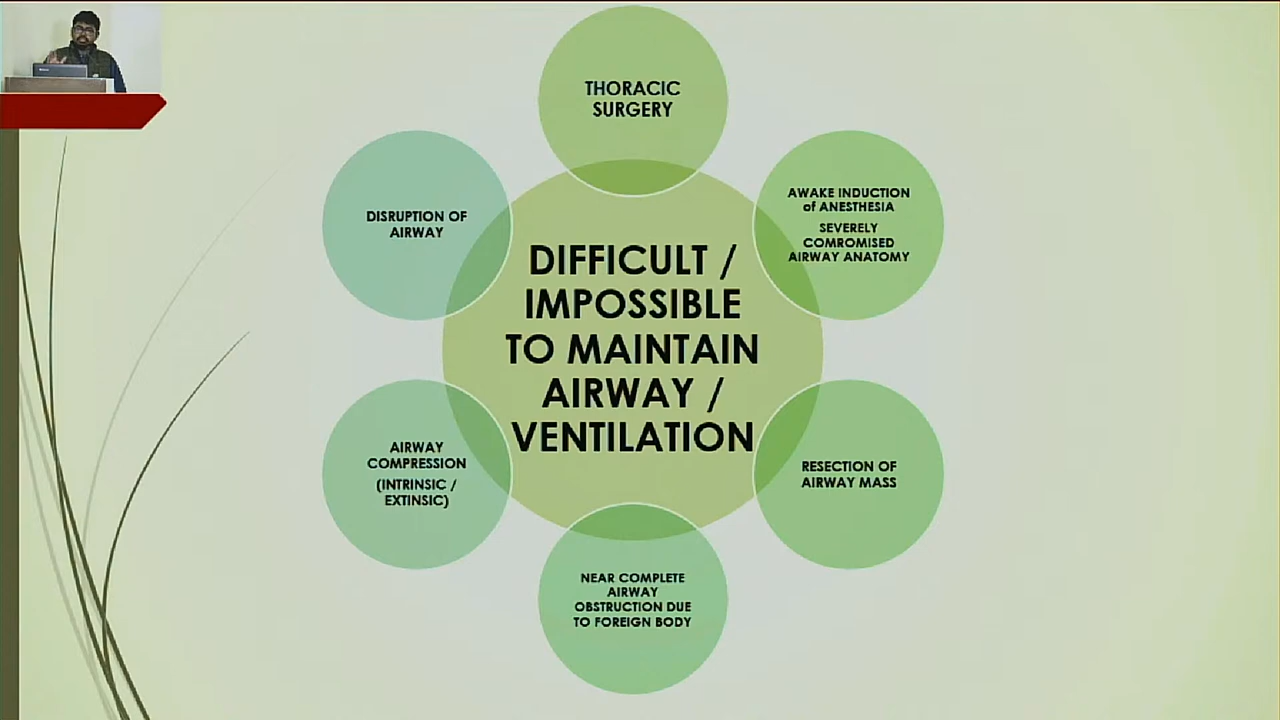 THORACIC
SURGERY
AWAKE INDUCTION
of ANESTHESIA
SEVERELY
COMROMISED
AIRWAY ANATOMY
DISRUPTION OF
AIRWAY
DIFFICULT /
IMPOSSIBLE
TO MAINTAIN
AIRWAY /
VENTILATION
AIRWAY
COMPRESSION
(INTRINSIC /
EXTINSIC)
RESECTION OF
AIRWAY MASS
NEAR COMPLETE
AIRWAY
OBSTRUCTION DUE
TO FOREIGN BODY